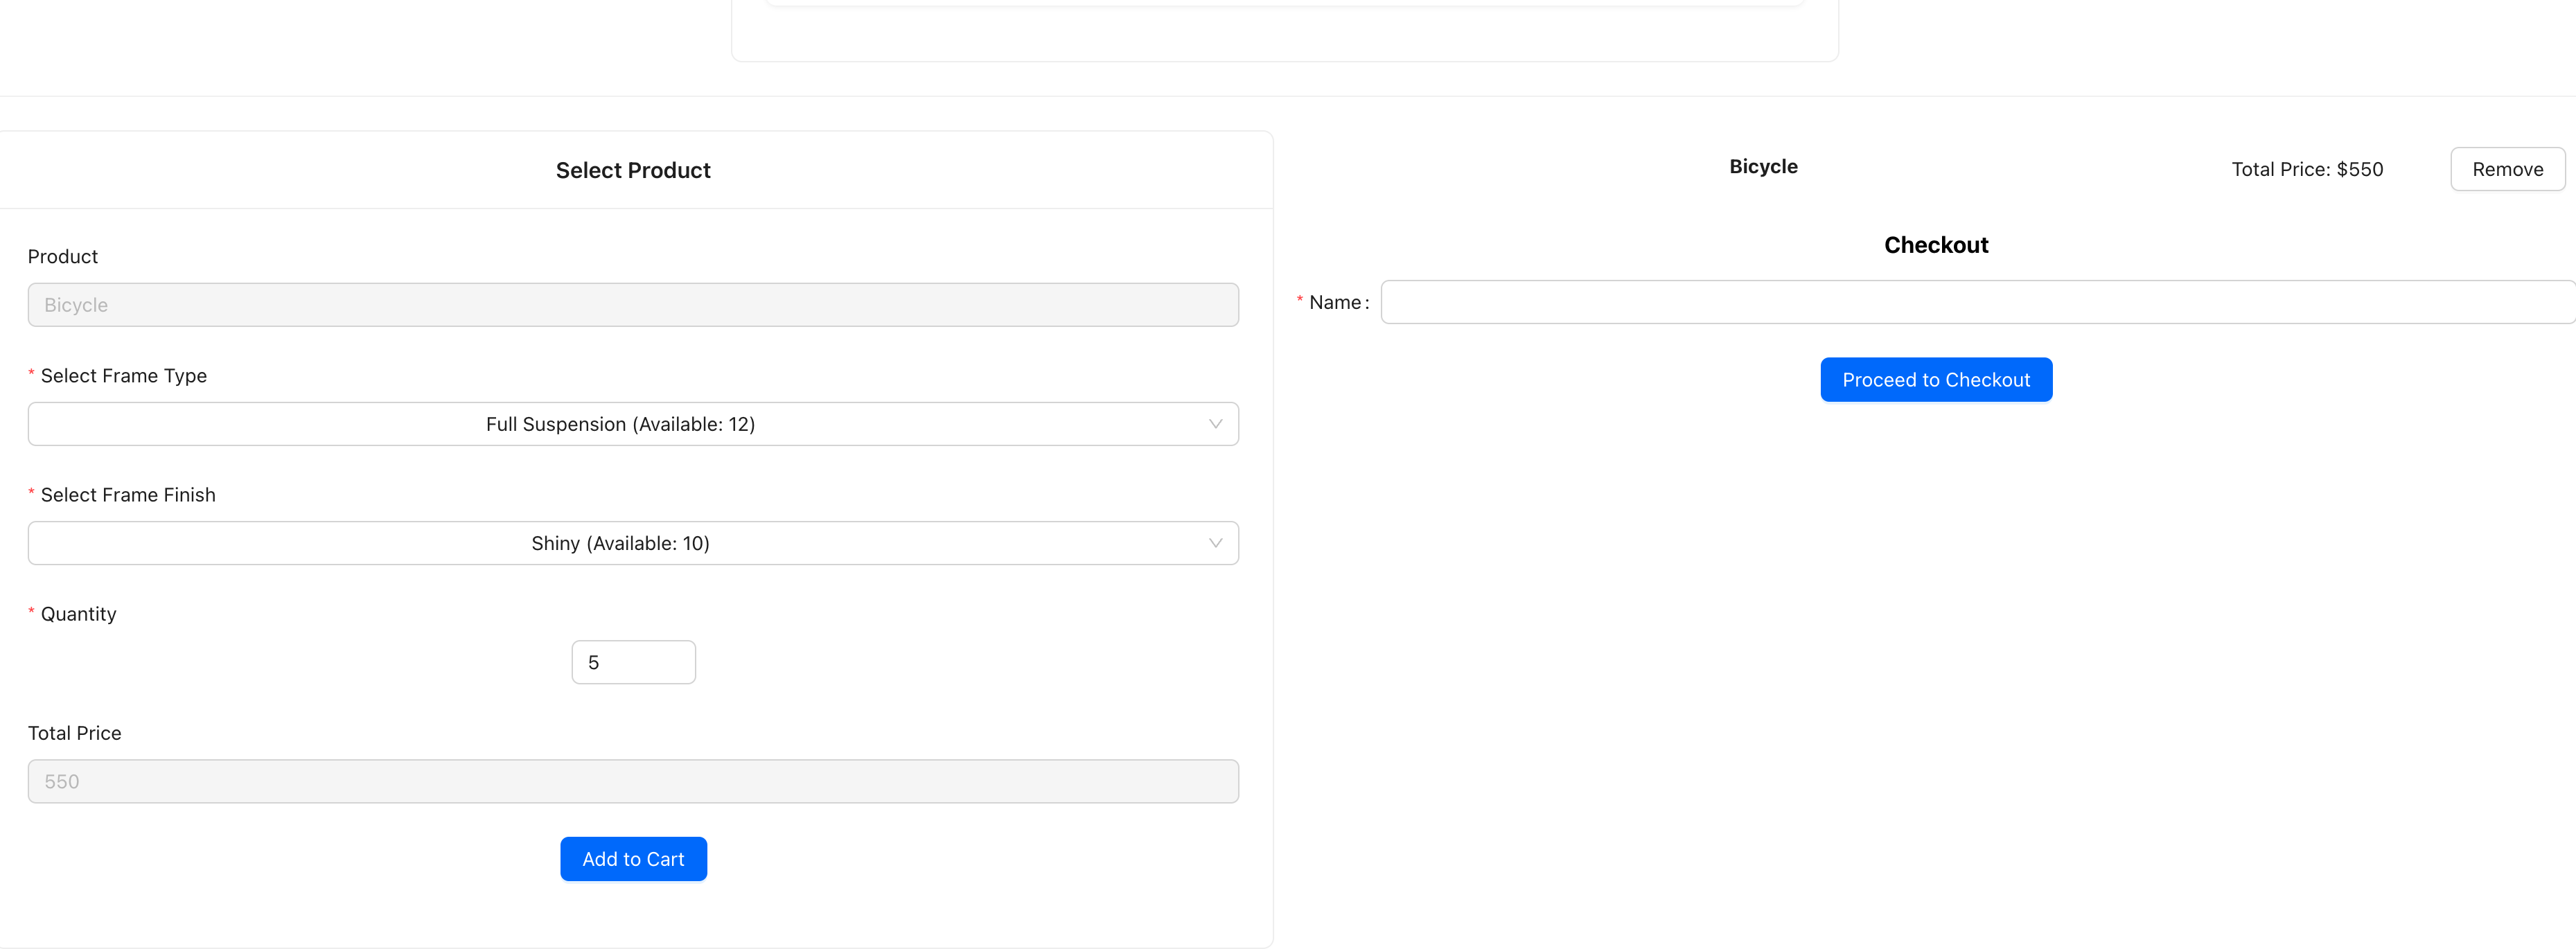 Select Product
Product
Bicycle
* Select Frame Type
Full Suspension (Available: 12)
* Select Frame Finish
Shiny (Available: 10)
* Quantity
5
Total Price
550
Add to Cart
Bicycle
Total Price: $550
Remove
Checkout
* Name:
Proceed to Checkout